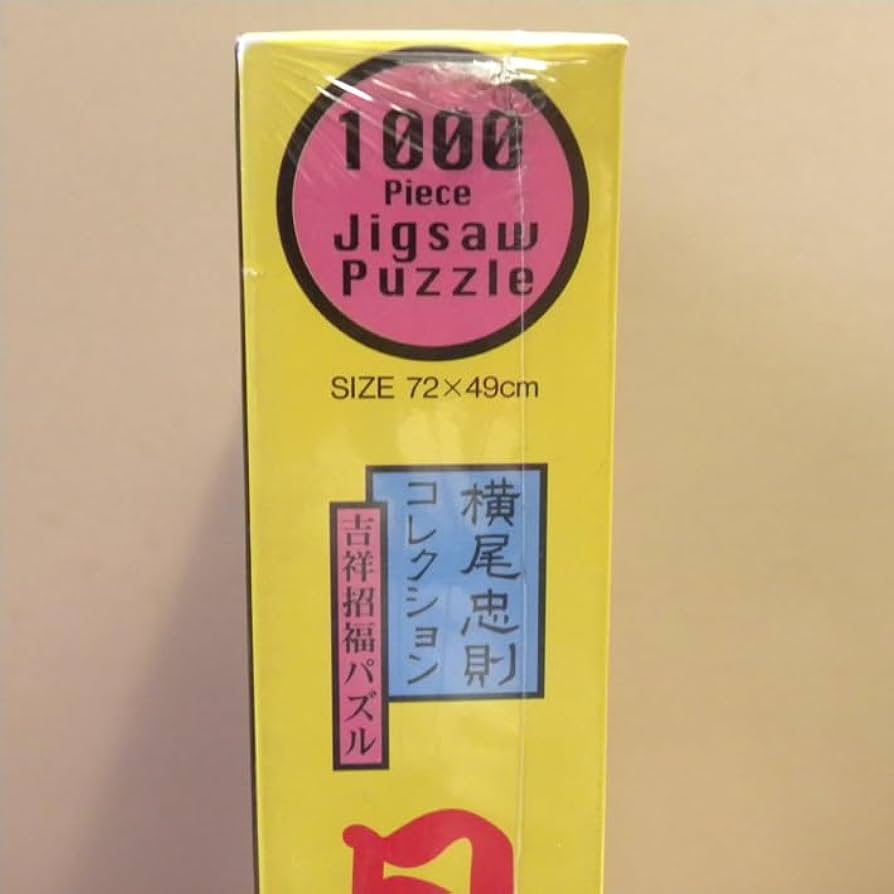 1000
Piece
Jigsaw
Puzzle
SIZE 72×49cm
横尾忠則
コレクション
吉祥招福パズル